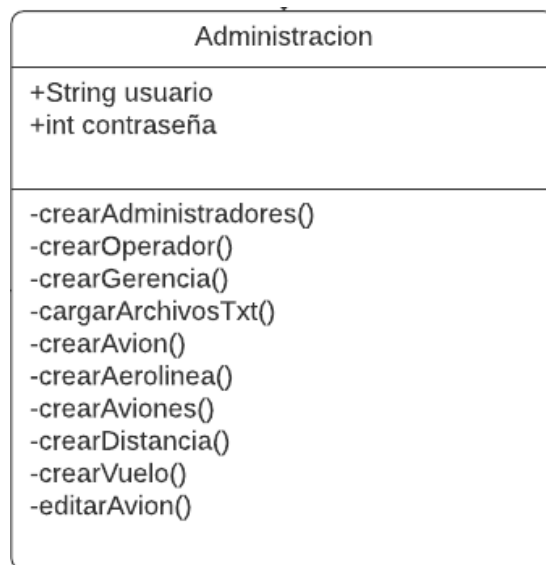 Administracion
+String usuario
+int contraseña
-crearAdministradores()
-crearOperador()
-crearGerencia()
-cargarArchivosTxt()
-crearAvion()
-crearAerolinea()
-crearAviones()
-crearDistancia()
-crearVuelo()
-editarAvion()